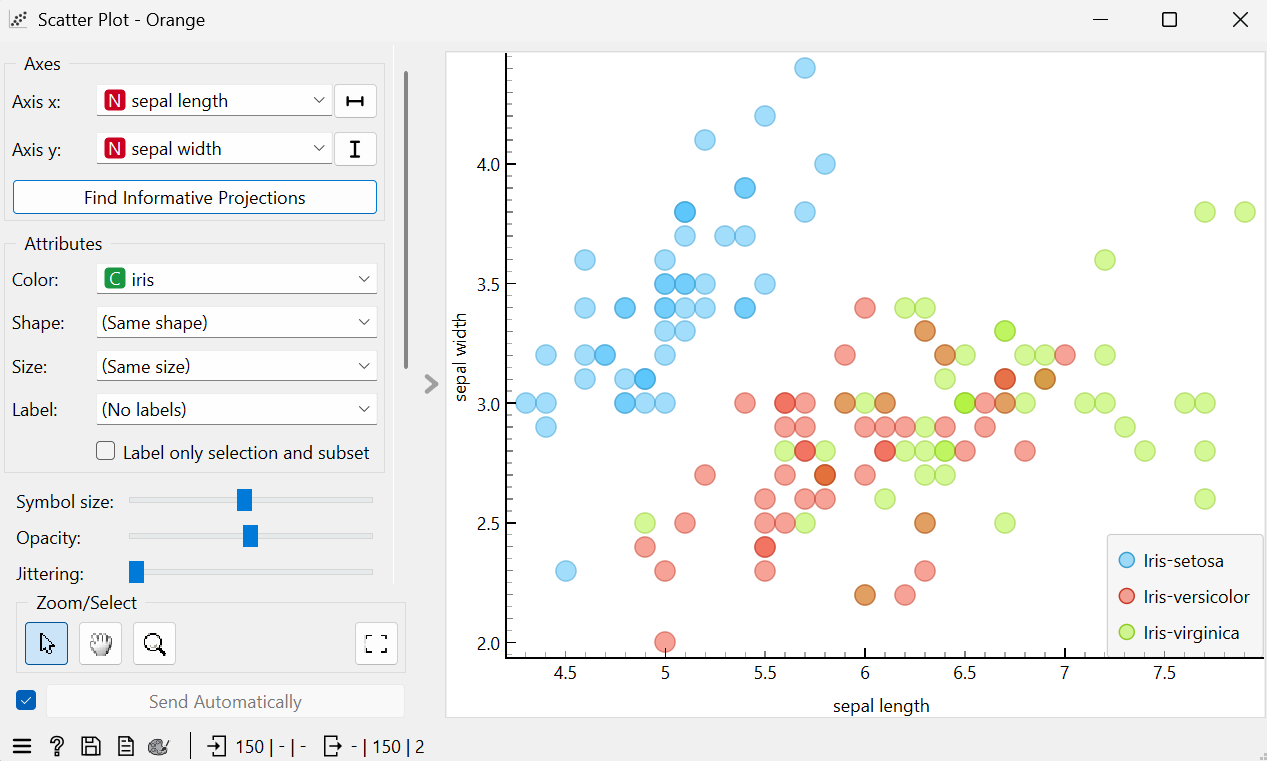 Scatter Plot - Orange
Axes
Axis x: N sepal length
Axis y: N sepal width
Find Informative Projections
Attributes
Color: C iris
Shape: (Same shape)
Size: (Same size)
Label: (No labels)
Label only selection and subset
Symbol size:
Opacity:
Jittering:
Zoom/Select
Send Automatically
? 150 | - | - - | 150 | 2
sepal width
4.0
3.5
3.0
2.5
2.0
4.5 5 5.5 6 6.5 7 7.5
sepal length
Iris-setosa
Iris-versicolor
Iris-virginica